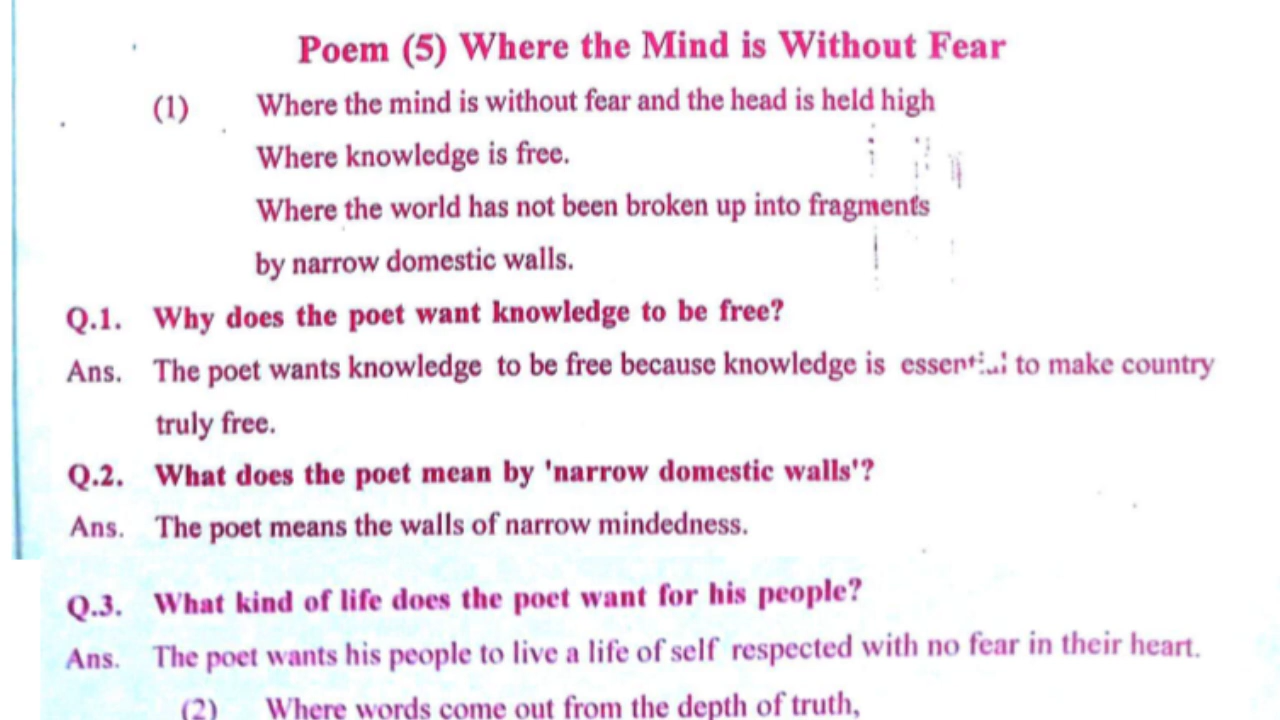 Poem (5) Where the Mind is Without Fear
(1) Where the mind is without fear and the head is held high
Where knowledge is free.
Where the world has not been broken up into fragments
by narrow domestic walls.
Q.1. Why does the poet want knowledge to be free?
Ans. The poet wants knowledge to be free because knowledge is essential to make country
truly free.
Q.2. What does the poet mean by 'narrow domestic walls'?
Ans. The poet means the walls of narrow mindedness.
Q.3. What kind of life does the poet want for his people?
Ans. The poet wants his people to live a life of self respected with no fear in their heart.
(2) Where words come out from the depth of truth,